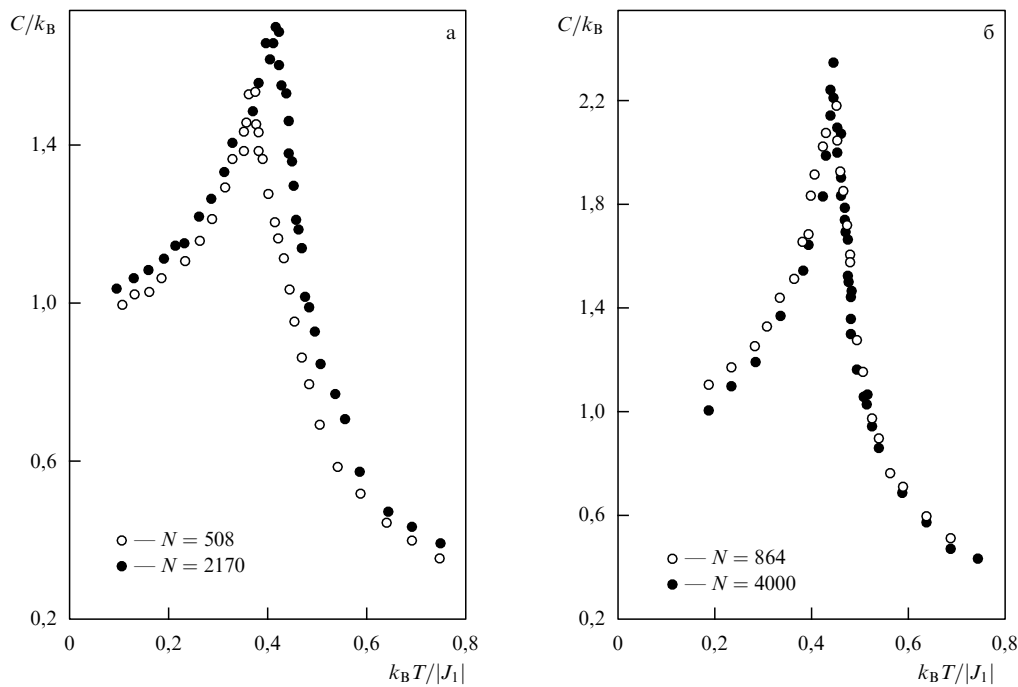 C/k_B
а
1,4
1,0
0,6
0,2
○ — N = 508
● — N = 2170
0 0,2 0,4 0,6 0,8
k_B T/|J_1|
C/k_B
б
2,2
1,8
1,4
1,0
0,6
0,2
○ — N = 864
● — N = 4000
0 0,2 0,4 0,6 0,8
k_B T/|J_1|